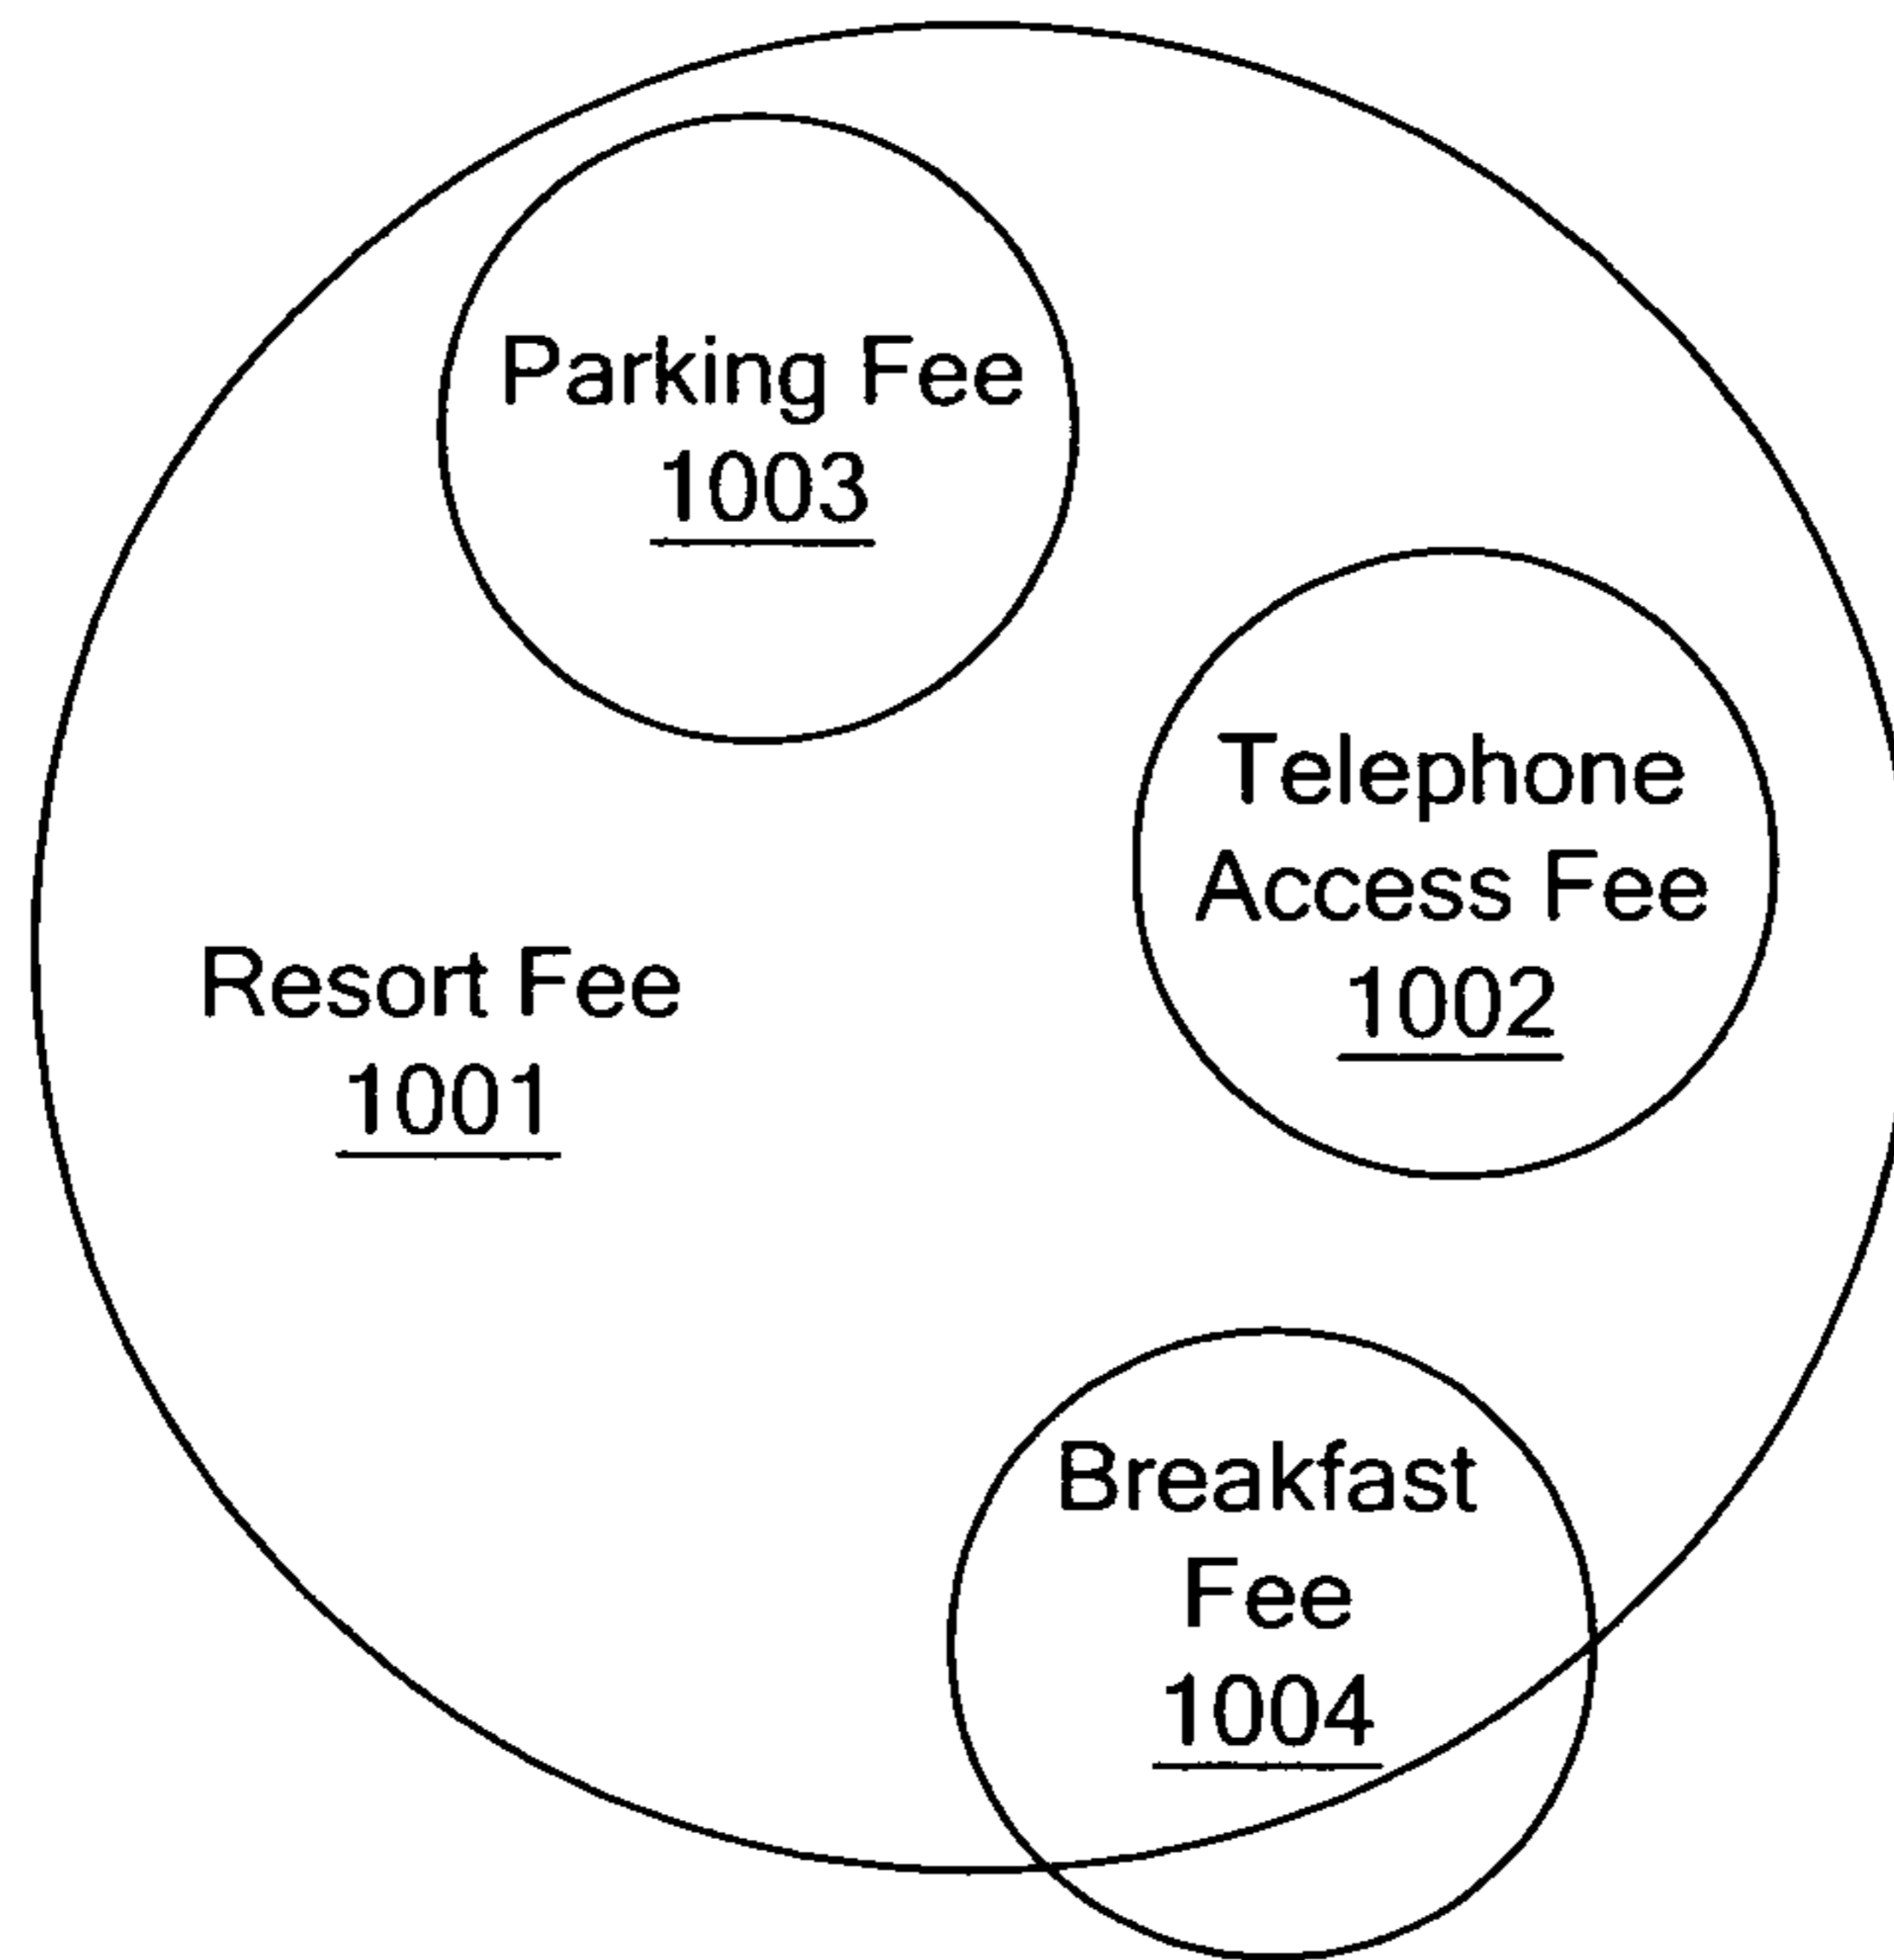 Parking Fee
1003
Telephone
Access Fee
1002
Resort Fee
1001
Breakfast
Fee
1004